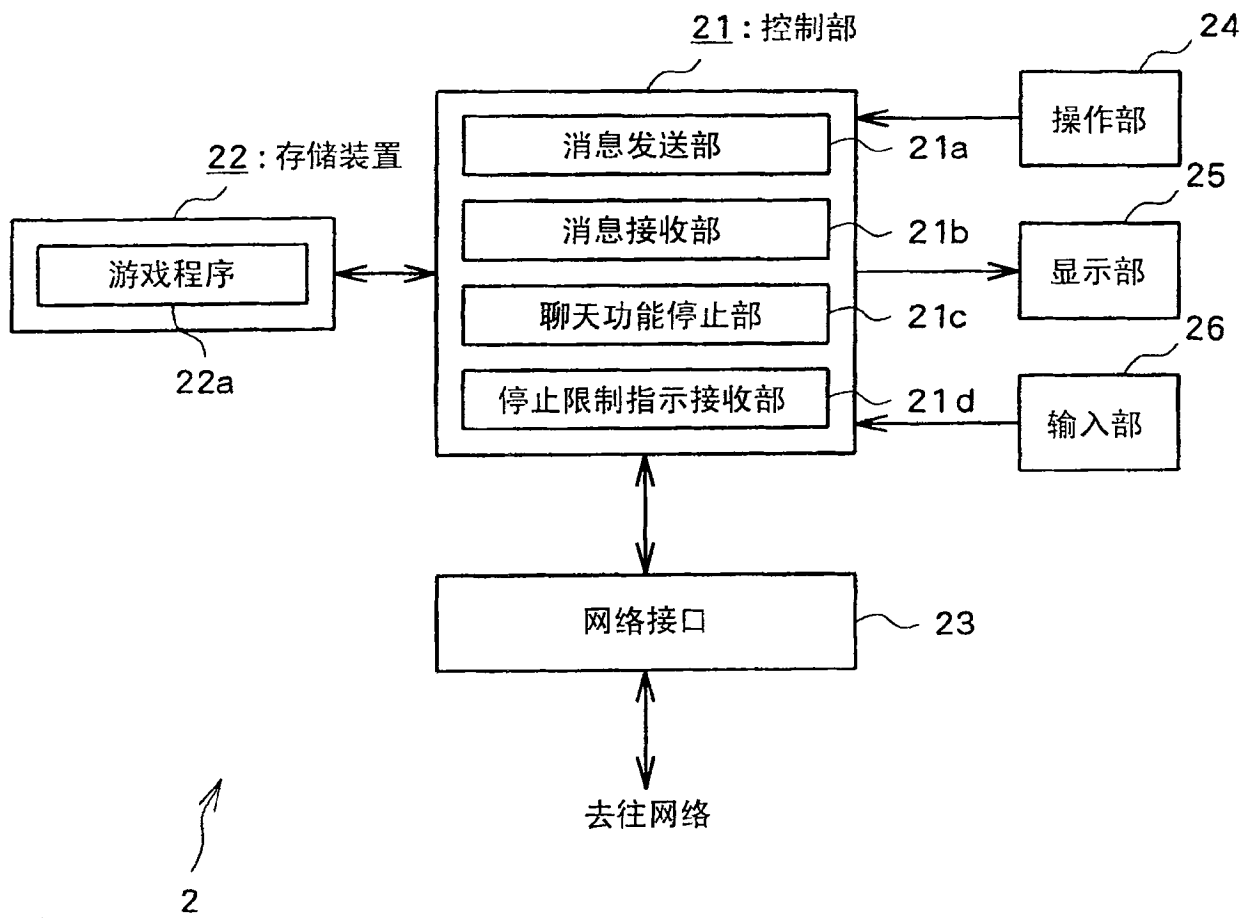 21：控制部
24
操作部
消息发送部
21a
22：存储装置
25
消息接收部
21b
游戏程序
显示部
聊天功能停止部
21c
26
22a
停止限制指示接收部
21d
输入部
网络接口
23
去往网络
2